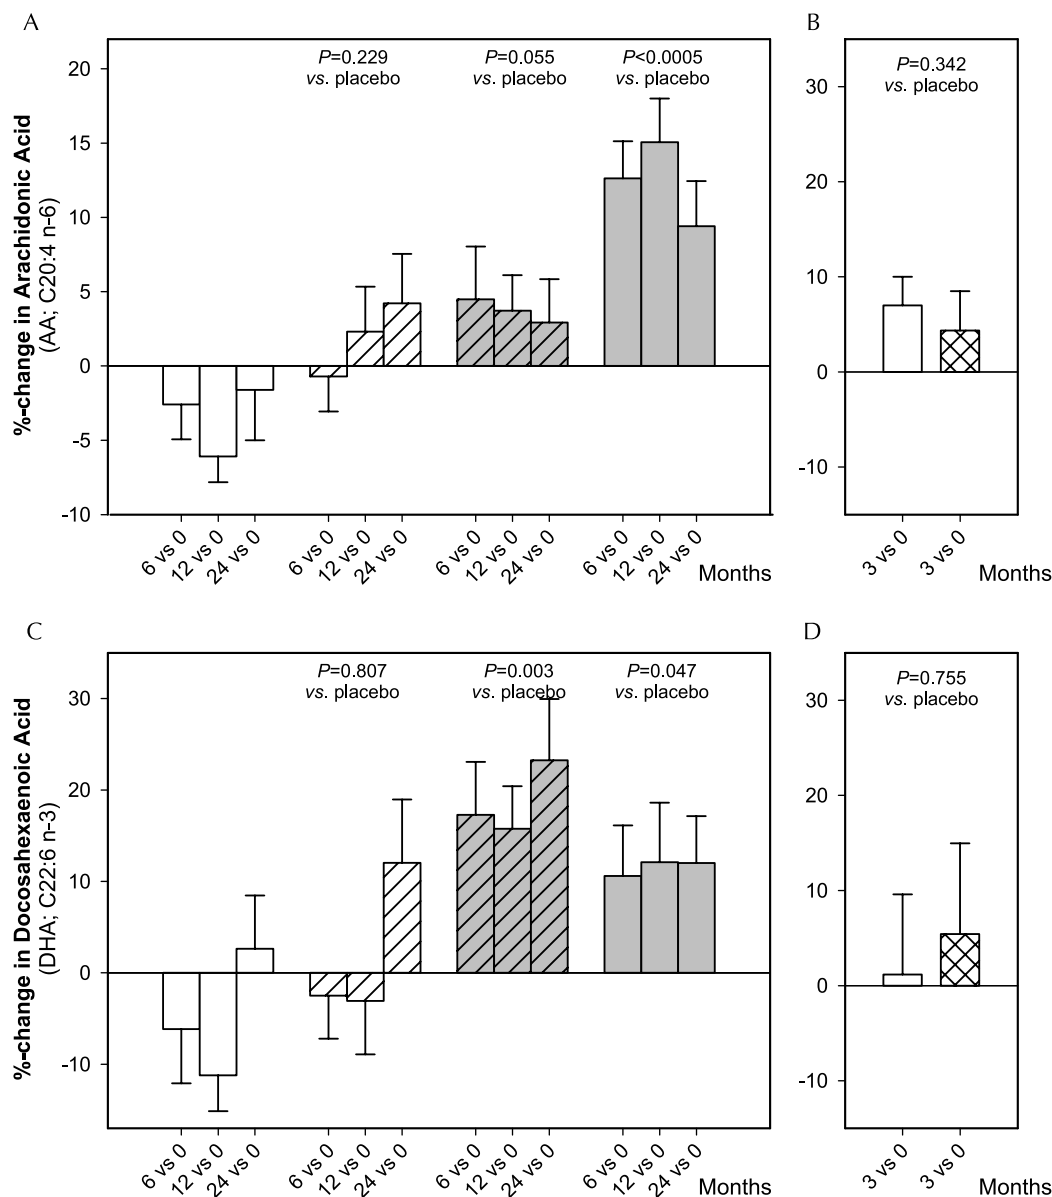 A
%-change in Arachidonic Acid
(AA; C20:4 n-6)
20
15
10
5
0
-5
-10
P=0.229
vs. placebo
P=0.055
vs. placebo
P<0.0005
vs. placebo
6 vs 0
12 vs 0
24 vs 0
6 vs 0
12 vs 0
24 vs 0
6 vs 0
12 vs 0
24 vs 0
6 vs 0
12 vs 0
24 vs 0
Months
B
30
20
10
0
-10
P=0.342
vs. placebo
3 vs 0
3 vs 0
Months
C
%-change in Docosahexaenoic Acid
(DHA; C22:6 n-3)
30
20
10
0
-10
P=0.807
vs. placebo
P=0.003
vs. placebo
P=0.047
vs. placebo
6 vs 0
12 vs 0
24 vs 0
6 vs 0
12 vs 0
24 vs 0
6 vs 0
12 vs 0
24 vs 0
6 vs 0
12 vs 0
24 vs 0
Months
D
30
20
10
0
-10
P=0.755
vs. placebo
3 vs 0
3 vs 0
Months